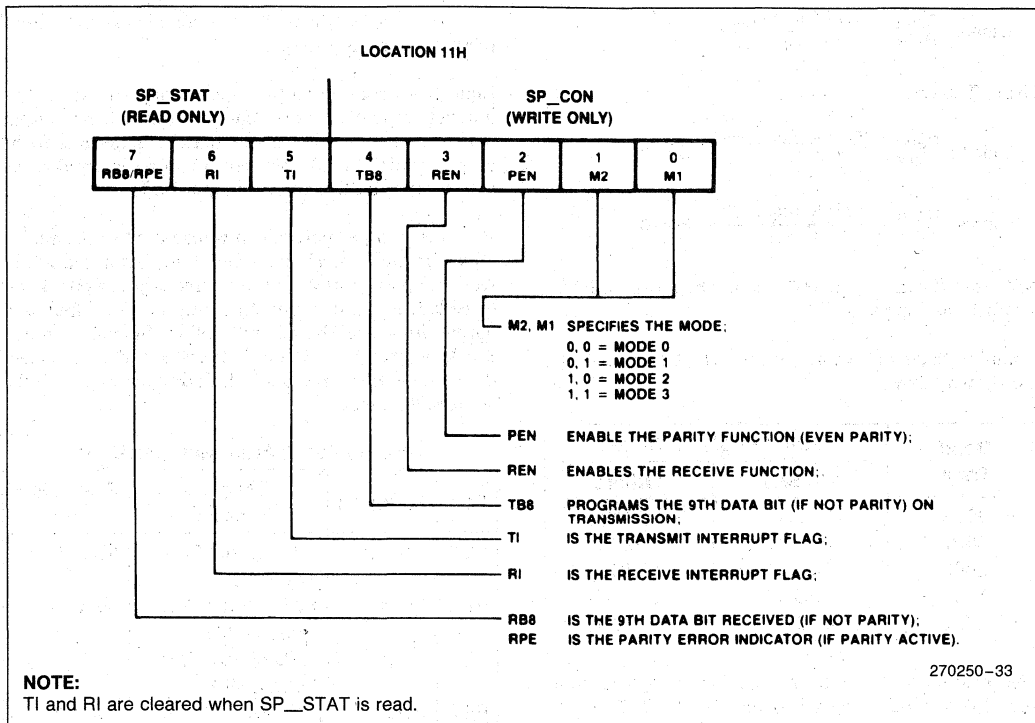 LOCATION 11H
SP_STAT
(READ ONLY)
SP_CON
(WRITE ONLY)
7 6 5 4 3 2 1 0
RB8/RPE RI TI TB8 REN PEN M2 M1
M2, M1 SPECIFIES THE MODE;
0, 0 = MODE 0
0, 1 = MODE 1
1, 0 = MODE 2
1, 1 = MODE 3
PEN ENABLE THE PARITY FUNCTION (EVEN PARITY);
REN ENABLES THE RECEIVE FUNCTION;
TB8 PROGRAMS THE 9TH DATA BIT (IF NOT PARITY) ON
TRANSMISSION;
TI IS THE TRANSMIT INTERRUPT FLAG;
RI IS THE RECEIVE INTERRUPT FLAG;
RB8 IS THE 9TH DATA BIT RECEIVED (IF NOT PARITY);
RPE IS THE PARITY ERROR INDICATOR (IF PARITY ACTIVE).
270250-33
NOTE:
TI and RI are cleared when SP_STAT is read.